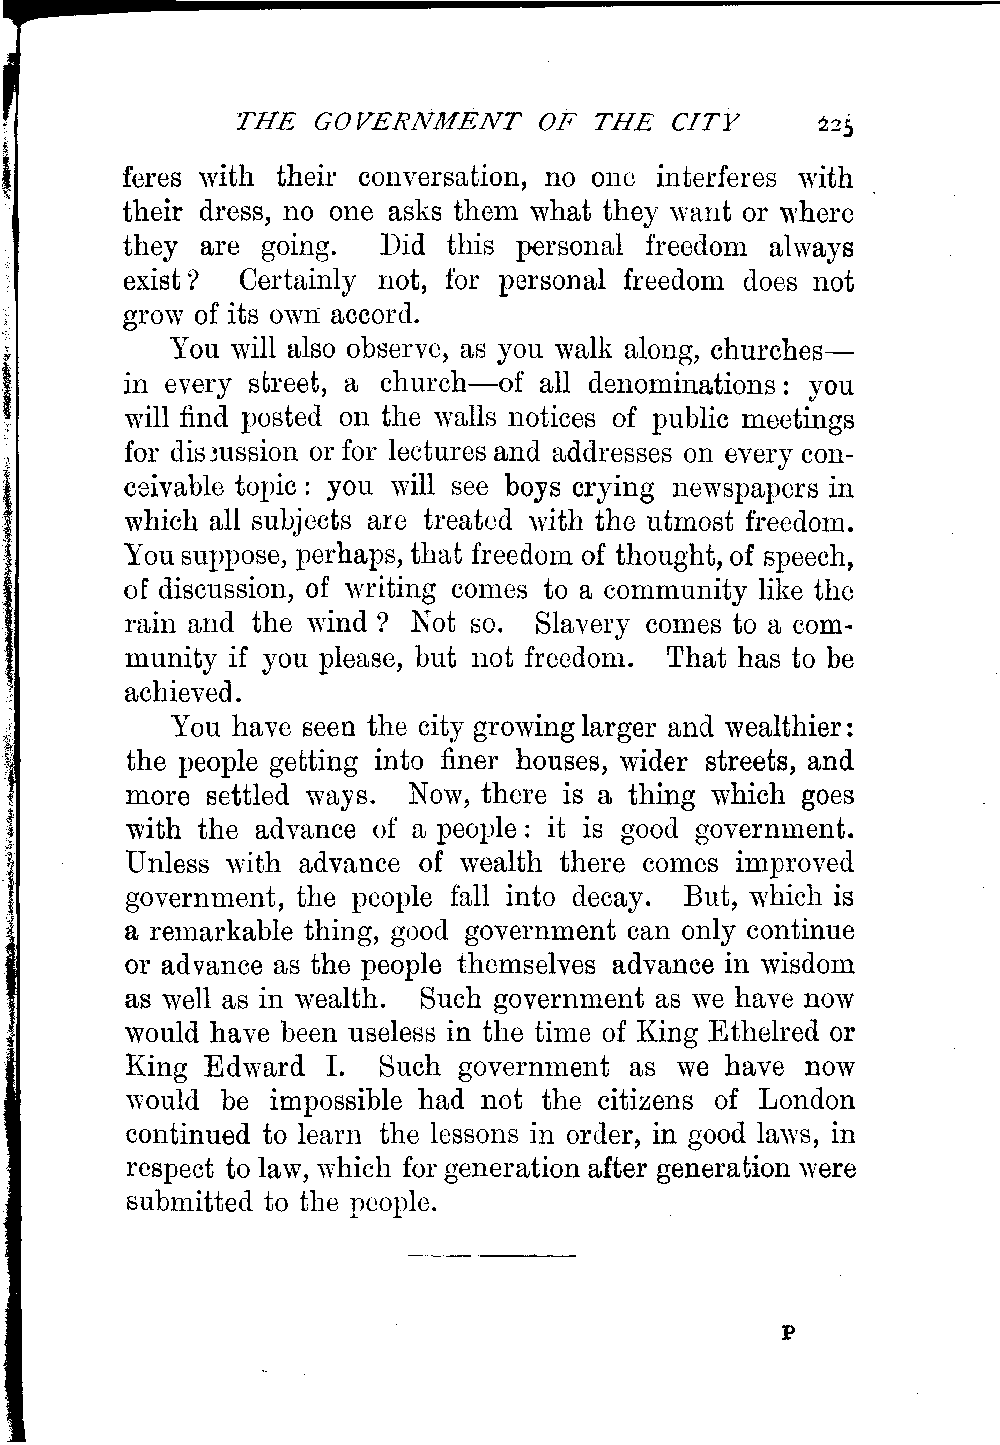 THE GOVERNMENT OF THE CITY 225
feres with their conversation, no one interferes with
their dress, no one asks them what they want or where
they are going. Did this personal freedom always
exist? Certainly not, for personal freedom does not
grow of its own accord.
You will also observe, as you walk along, churches—
in every street, a church—of all denominations: you
will find posted on the walls notices of public meetings
for discussion or for lectures and addresses on every con-
ceivable topic: you will see boys crying newspapers in
which all subjects are treated with the utmost freedom.
You suppose, perhaps, that freedom of thought, of speech,
of discussion, of writing comes to a community like the
rain and the wind? Not so. Slavery comes to a com-
munity if you please, but not freedom. That has to be
achieved.
You have seen the city growing larger and wealthier:
the people getting into finer houses, wider streets, and
more settled ways. Now, there is a thing which goes
with the advance of a people: it is good government.
Unless with advance of wealth there comes improved
government, the people fall into decay. But, which is
a remarkable thing, good government can only continue
or advance as the people themselves advance in wisdom
as well as in wealth. Such government as we have now
would have been useless in the time of King Ethelred or
King Edward I. Such government as we have now
would be impossible had not the citizens of London
continued to learn the lessons in order, in good laws, in
respect to law, which for generation after generation were
submitted to the people.
P